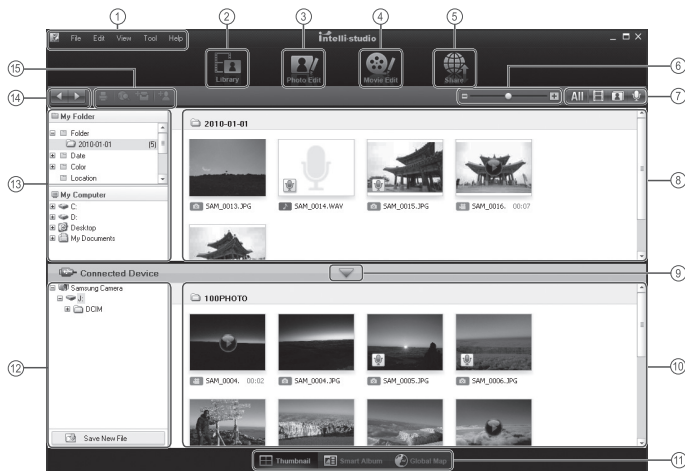 1
2
3
4
5
File Edit View Tool Help
intelli-studio
15
Library
Photo Edit
Movie Edit
Share
6
14
All
7
My Folder
Folder
2010-01-01 (5)
Date
Color
Location
13
My Computer
C:
D:
Desktop
My Documents
2010-01-01
SAM_0013.JPG
SAM_0014.WAV
SAM_0015.JPG
SAM_0016. 00:07
8
Connected Device
9
Samsung Camera
J:
DCIM
12
Save New File
100PHOTO
SAM_0004. 00:02
SAM_0004.JPG
SAM_0005.JPG
SAM_0006.JPG
10
Thumbnail
Smart Album
Global Map
11